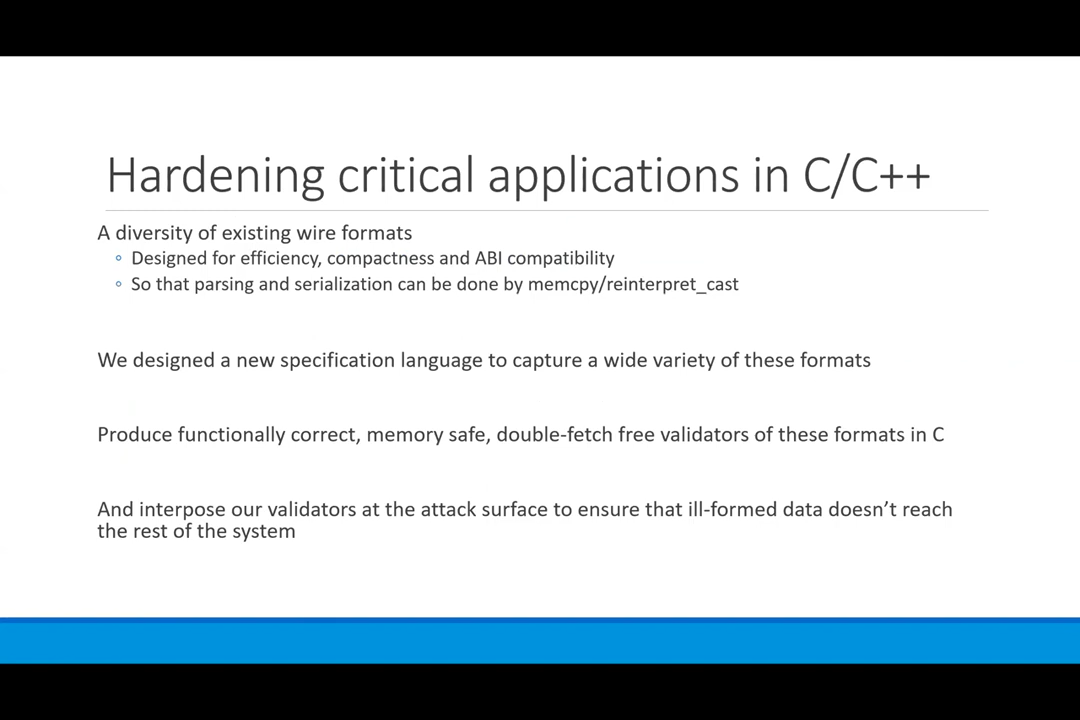 Hardening critical applications in C/C++
A diversity of existing wire formats
◦ Designed for efficiency, compactness and ABI compatibility
◦ So that parsing and serialization can be done by memcpy/reinterpret_cast
We designed a new specification language to capture a wide variety of these formats
Produce functionally correct, memory safe, double-fetch free validators of these formats in C
And interpose our validators at the attack surface to ensure that ill-formed data doesn’t reach
the rest of the system